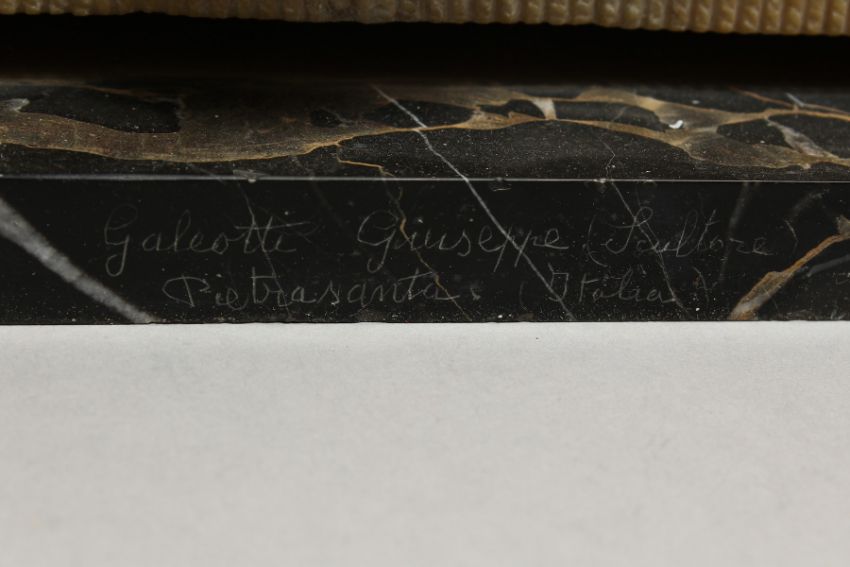 Galeotti Giuseppe (Scultore)
Pietrasanta (Italia)